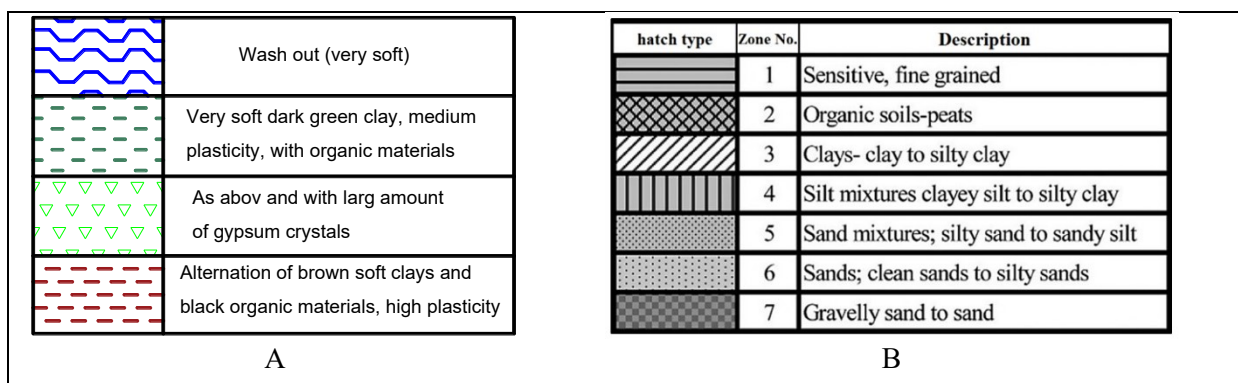 Wash out (very soft)
Very soft dark green clay, medium
plasticity, with organic materials
As abov and with larg amount
of gypsum crystals
Alternation of brown soft clays and
black organic materials, high plasticity
A
hatch type Zone No. Description
1 Sensitive, fine grained
2 Organic soils-peats
3 Clays- clay to silty clay
4 Silt mixtures clayey silt to silty clay
5 Sand mixtures; silty sand to sandy silt
6 Sands; clean sands to silty sands
7 Gravelly sand to sand
B